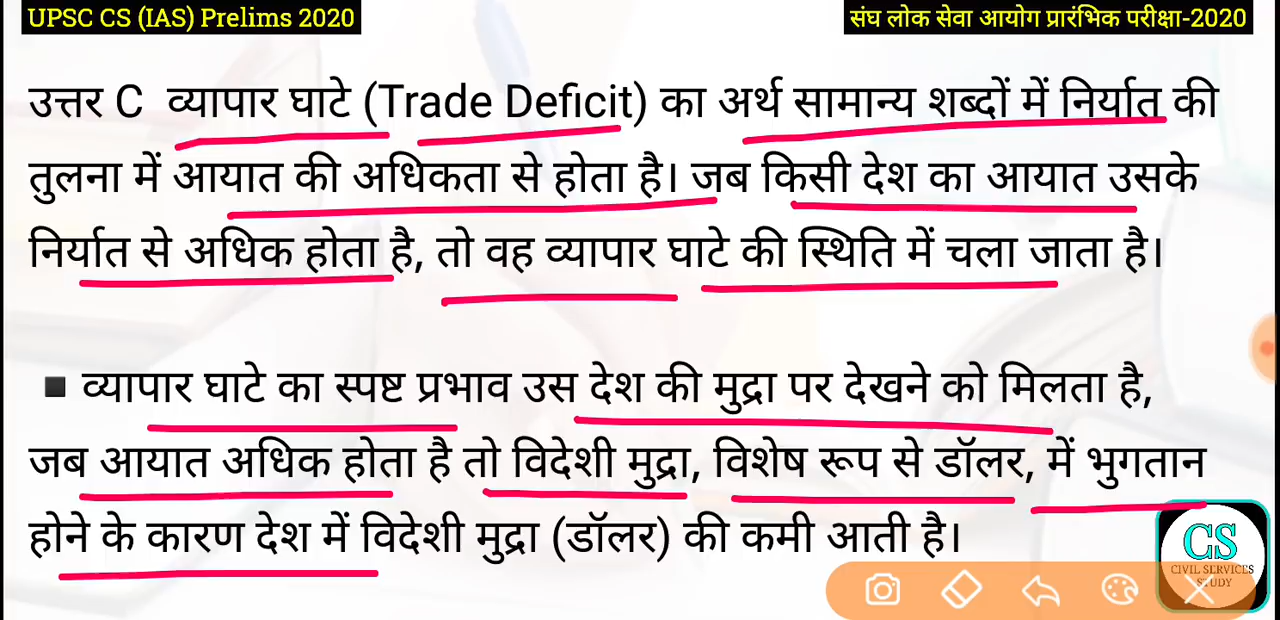 UPSC CS (IAS) Prelims 2020
संघ लोक सेवा आयोग प्रारंभिक परीक्षा-2020
उत्तर C व्यापार घाटे (Trade Deficit) का अर्थ सामान्य शब्दों में निर्यात की
तुलना में आयात की अधिकता से होता है। जब किसी देश का आयात उसके
निर्यात से अधिक होता है, तो वह व्यापार घाटे की स्थिति में चला जाता है।
▪ व्यापार घाटे का स्पष्ट प्रभाव उस देश की मुद्रा पर देखने को मिलता है,
जब आयात अधिक होता है तो विदेशी मुद्रा, विशेष रूप से डॉलर, में भुगतान
होने के कारण देश में विदेशी मुद्रा (डॉलर) की कमी आती है।
CS
CIVIL SERVICES
STUDY